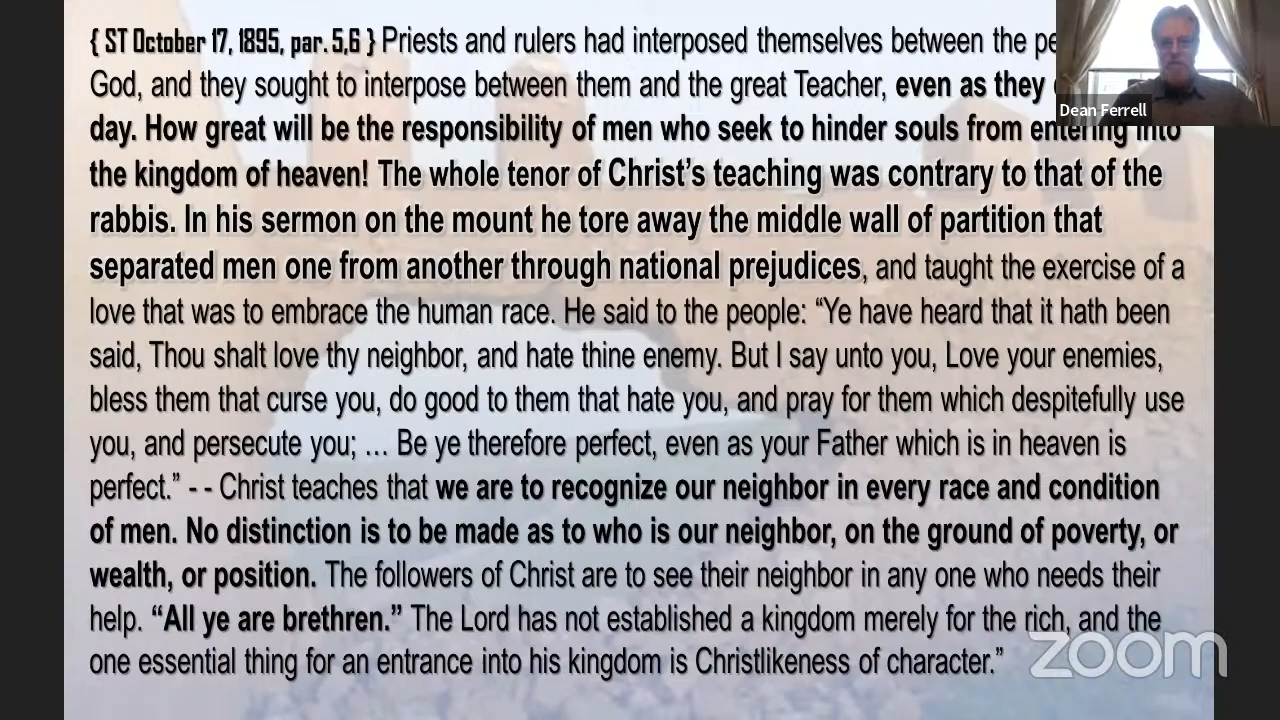 { ST October 17, 1895, par. 5,6 } Priests and rulers had interposed themselves between the
God, and they sought to interpose between them and the great Teacher, even as they
Dean Ferrell
day. How great will be the responsibility of men who seek to hinder souls from entering into
the kingdom of heaven! The whole tenor of Christ’s teaching was contrary to that of the
rabbis. In his sermon on the mount he tore away the middle wall of partition that
separated men one from another through national prejudices, and taught the exercise of a
love that was to embrace the human race. He said to the people: “Ye have heard that it hath been
said, Thou shalt love thy neighbor, and hate thine enemy. But I say unto you, Love your enemies,
bless them that curse you, do good to them that hate you, and pray for them which despitefully use
you, and persecute you; … Be ye therefore perfect, even as your Father which is in heaven is
perfect.” - - Christ teaches that we are to recognize our neighbor in every race and condition
of men. No distinction is to be made as to who is our neighbor, on the ground of poverty, or
wealth, or position. The followers of Christ are to see their neighbor in any one who needs their
help. “All ye are brethren.” The Lord has not established a kingdom merely for the rich, and the
one essential thing for an entrance into his kingdom is Christlikeness of character.”
zoom